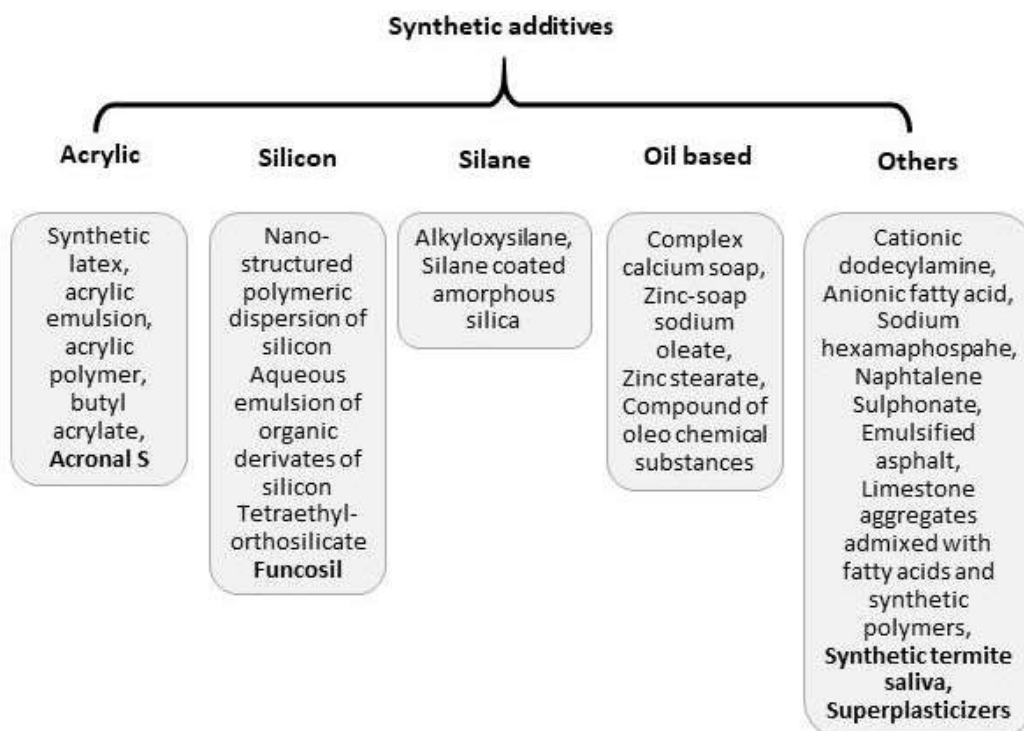 Synthetic additives
Acrylic
Silicon
Silane
Oil based
Others
Synthetic
latex,
acrylic
emulsion,
acrylic
polymer,
butyl
acrylate,
Acronal S
Nano-
structured
polymeric
dispersion of
silicon
Aqueous
emulsion of
organic
derivates of
silicon
Tetraethyl-
orthosilicate
Funcosil
Alkyloxysilane,
Silane coated
amorphous
silica
Complex
calcium soap,
Zinc-soap
sodium
oleate,
Zinc stearate,
Compound of
oleo chemical
substances
Cationic
dodecylamine,
Anionic fatty acid,
Sodium
hexamaphospahe,
Naphtalene
Sulphonate,
Emulsified
asphalt,
Limestone
aggregates
admixed with
fatty acids and
synthetic
polymers,
Synthetic termite
saliva,
Superplasticizers